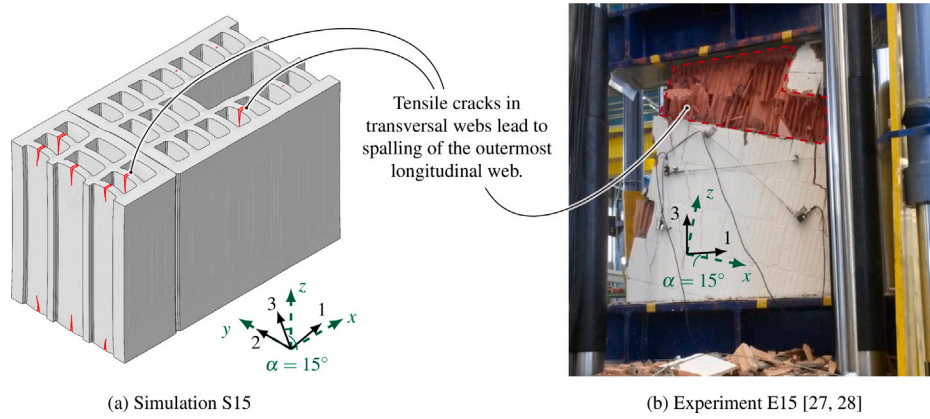 Tensile cracks in
transversal webs lead to
spalling of the outermost
longitudinal web.
z
3
1
y
x
2
α = 15°
z
3
1
α = 15°
x
(a) Simulation S15
(b) Experiment E15 [27, 28]